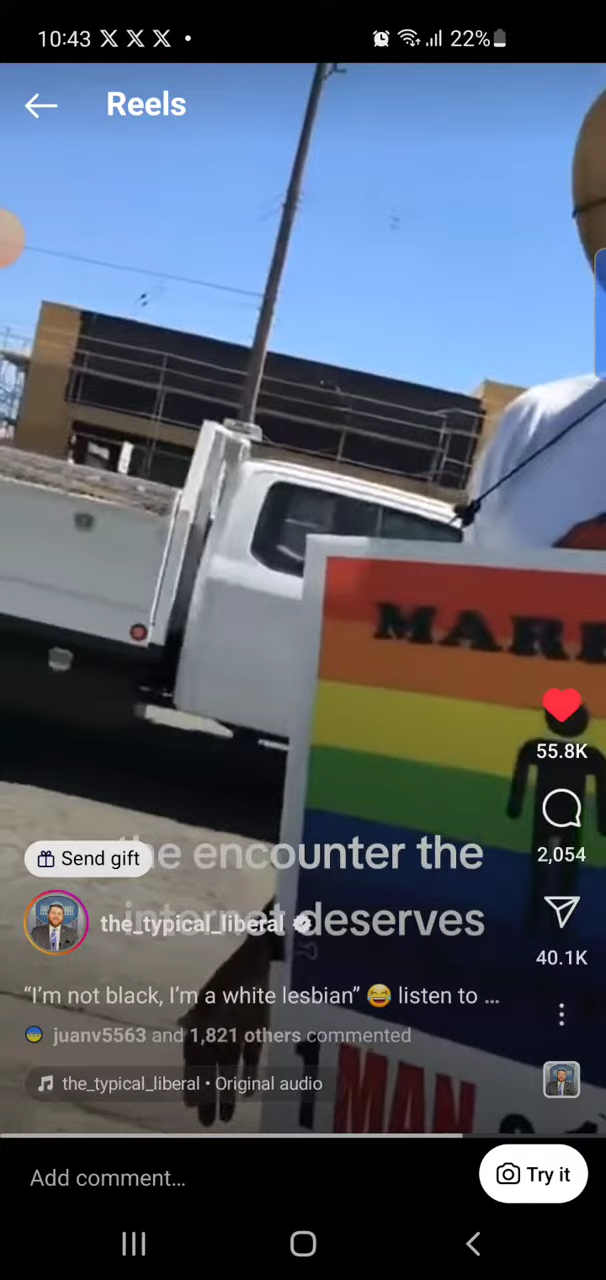 10:43 X X X •
22%
Reels
MARR
55.8K
2,054
40.1K
Send gift
the encounter the
internet deserves
the_typical_liberal
“I’m not black, I’m a white lesbian” 😂 listen to ...
juanv5563 and 1,821 others commented
the_typical_liberal • Original audio
1 MAN
Add comment...
Try it